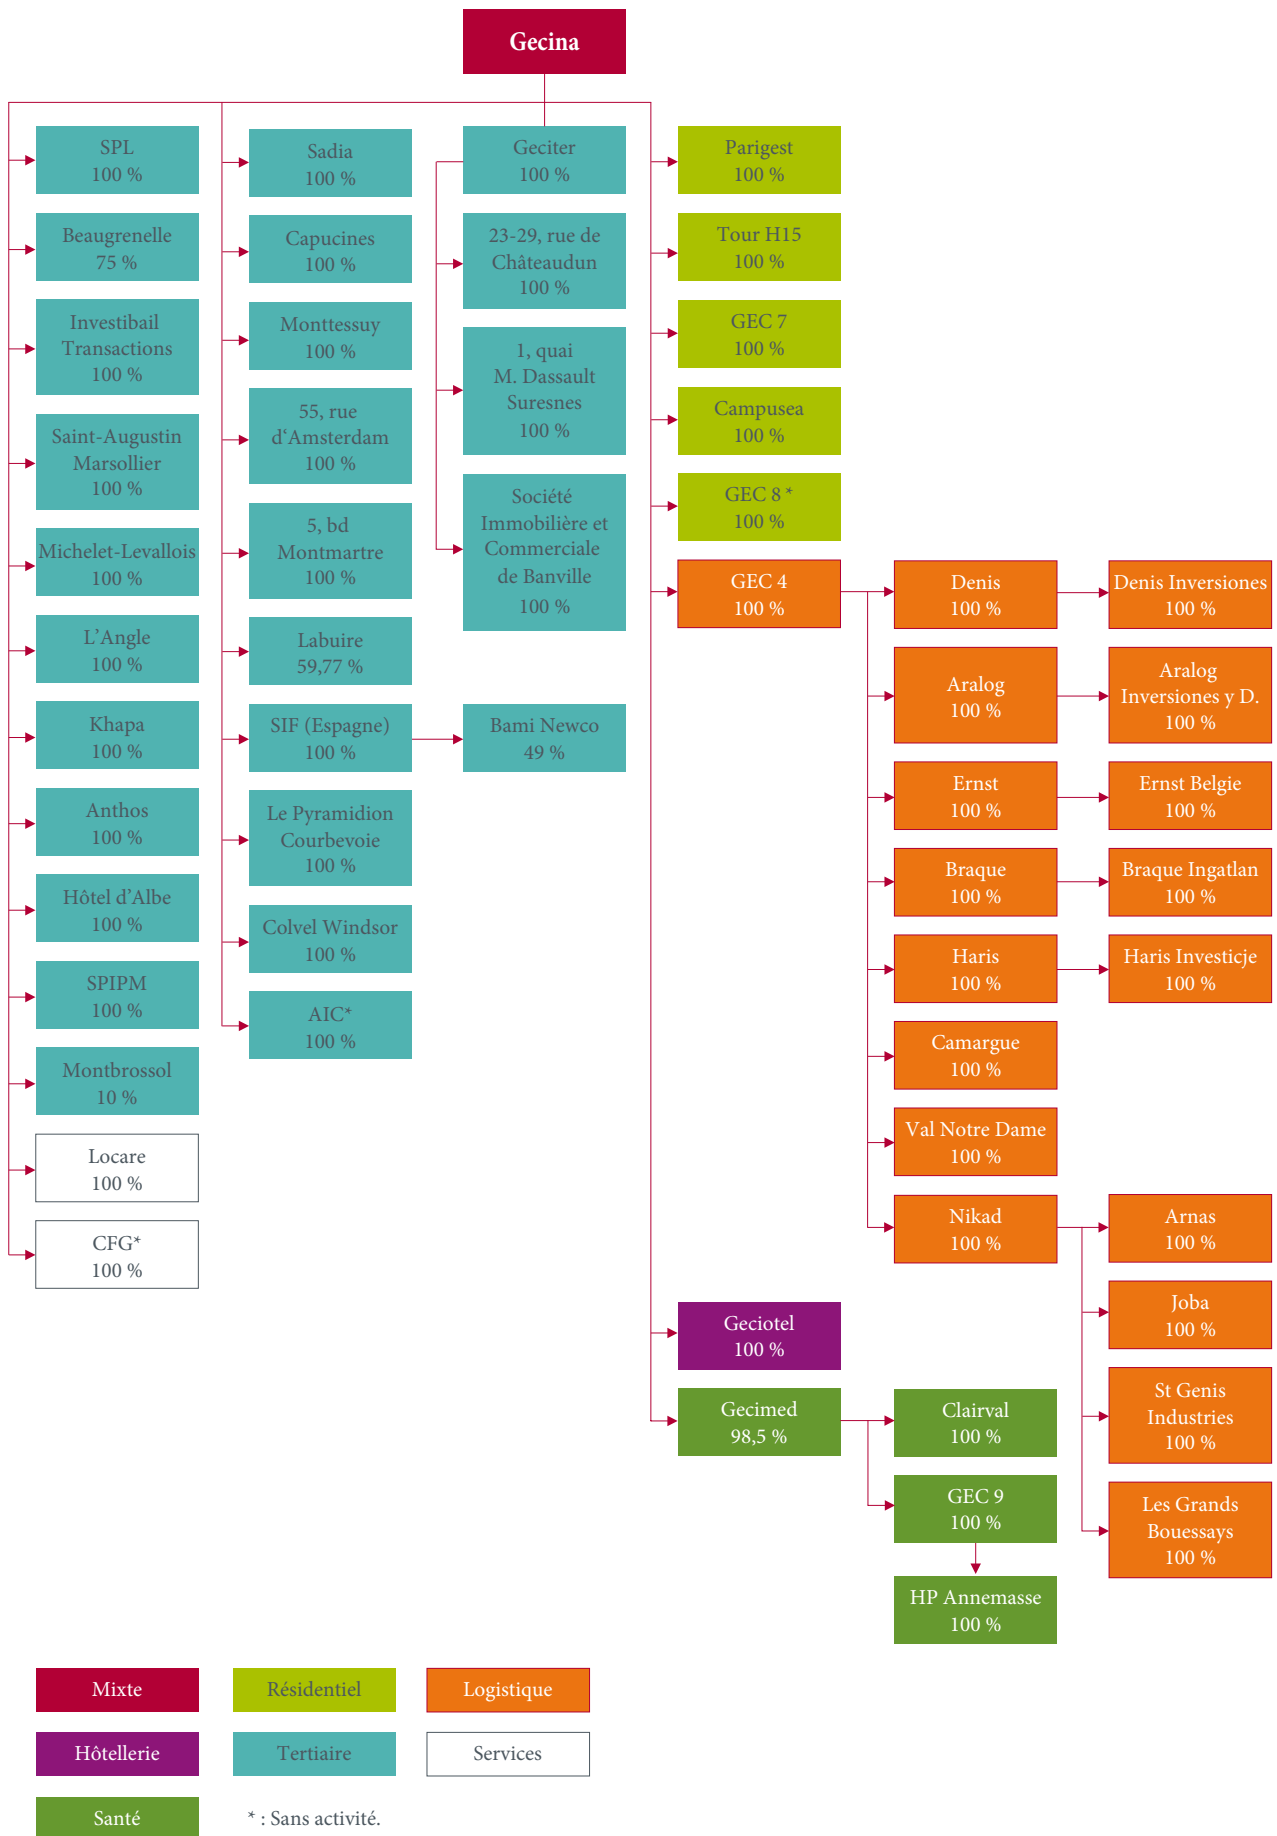 Gecina
SPL
100 %
Beaugrenelle
75 %
Investibail
Transactions
100 %
Saint-Augustin
Marsollier
100 %
Michelet-Levallois
100 %
L’Angle
100 %
Khapa
100 %
Anthos
100 %
Hôtel d’Albe
100 %
SPIPM
100 %
Montbrossol
10 %
Locare
100 %
CFG*
100 %
Sadia
100 %
Capucines
100 %
Monttessuy
100 %
55, rue
d‘Amsterdam
100 %
5, bd
Montmartre
100 %
Labuire
59,77 %
SIF (Espagne)
100 %
Le Pyramidion
Courbevoie
100 %
Colvel Windsor
100 %
AIC*
100 %
Geciter
100 %
23-29, rue de
Châteaudun
100 %
1, quai
M. Dassault
Suresnes
100 %
Société
Immobilière et
Commerciale
de Banville
100 %
Bami Newco
49 %
Parigest
100 %
Tour H15
100 %
GEC 7
100 %
Campusea
100 %
GEC 8 *
100 %
GEC 4
100 %
Geciotel
100 %
Gecimed
98,5 %
Denis
100 %
Aralog
100 %
Ernst
100 %
Braque
100 %
Haris
100 %
Camargue
100 %
Val Notre Dame
100 %
Nikad
100 %
Clairval
100 %
GEC 9
100 %
HP Annemasse
100 %
Denis Inversiones
100 %
Aralog
Inversiones y D.
100 %
Ernst Belgie
100 %
Braque Ingatlan
100 %
Haris Investicje
100 %
Arnas
100 %
Joba
100 %
St Genis
Industries
100 %
Les Grands
Bouessays
100 %
Mixte
Résidentiel
Logistique
Hôtellerie
Tertiaire
Services
Santé
* : Sans activité.